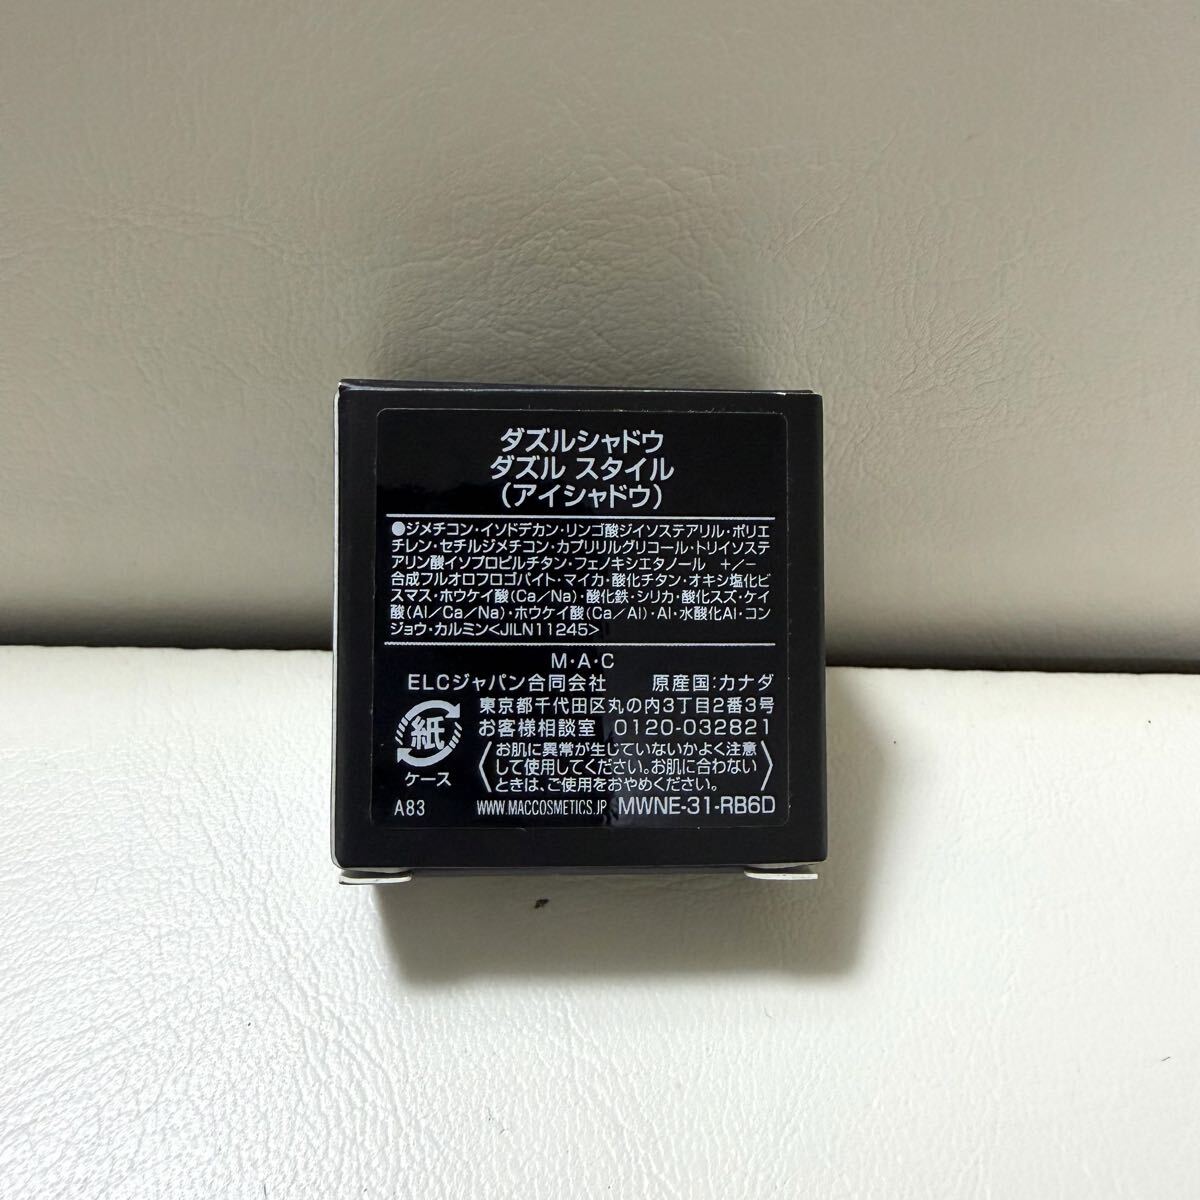 ダズルシャドウ
ダズル スタイル
(アイシャドウ)
●ジメチコン・イソドデカン・リンゴ酸ジイソステアリル・ポリエ
チレン・セチルジメチコン・カプリリルグリコール・トリイソステ
アリン酸イソプロピルチタン・フェノキシエタノール +/−
合成フルオロフロゴパイト・マイカ・酸化チタン・オキシ塩化ビ
スマス・ホウケイ酸(Ca/Na)・酸化鉄・シリカ・酸化スズ・ケイ
酸(Al/Ca/Na)・ホウケイ酸(Ca/Al)・Al・水酸化Al・コン
ジョウ・カルミン<JILN11245>
M・A・C
ELCジャパン合同会社 原産国:カナダ
東京都千代田区丸の内3丁目2番3号
お客様相談室 0120-032821
紙
ケース
〈お肌に異常が生じていないかよく注意
して使用してください。お肌に合わない
ときは、ご使用をおやめください。〉
A83 WWW.MACCOSMETICS.JP MWNE-31-RB6D